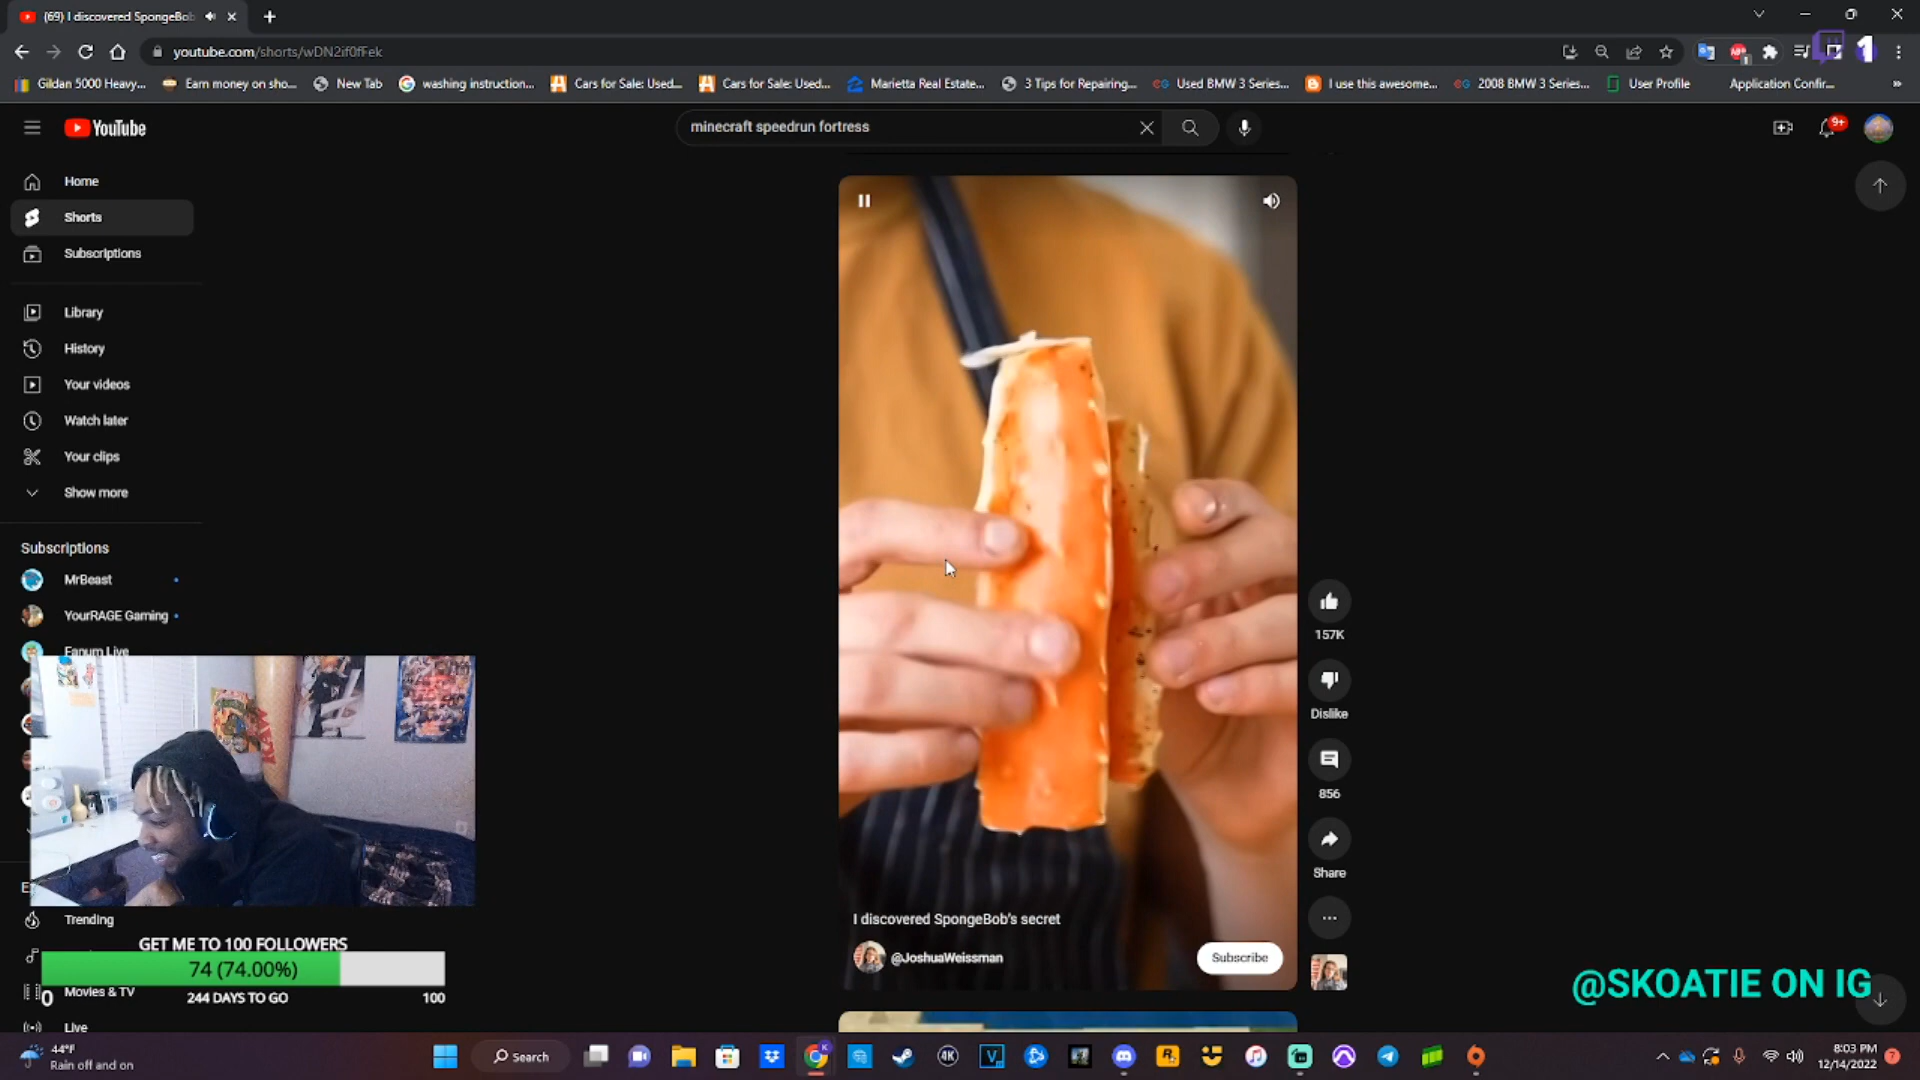 (69) I discovered SpongeBob
youtube.com/shorts/wDN2if0fFek
Gildan 5000 Heavy...
Earn money on sho...
New Tab
washing instruction...
Cars for Sale: Used...
Cars for Sale: Used...
Marietta Real Estate...
3 Tips for Repairing...
Used BMW 3 Series...
I use this awesome...
2008 BMW 3 Series...
User Profile
Application Confir...
»
YouTube
minecraft speedrun fortress
9+
Home
Shorts
Subscriptions
Library
History
Your videos
Watch later
Your clips
Show more
Subscriptions
MrBeast
YourRAGE Gaming
Fanum Live
Trending
GET ME TO 100 FOLLOWERS
74 (74.00%)
0
244 DAYS TO GO
100
Movies & TV
Live
157K
Dislike
856
Share
I discovered SpongeBob's secret
@JoshuaWeissman
Subscribe
@SKOATIE ON IG
44°F
Rain off and on
Search
4K
8:03 PM
12/14/2022
7